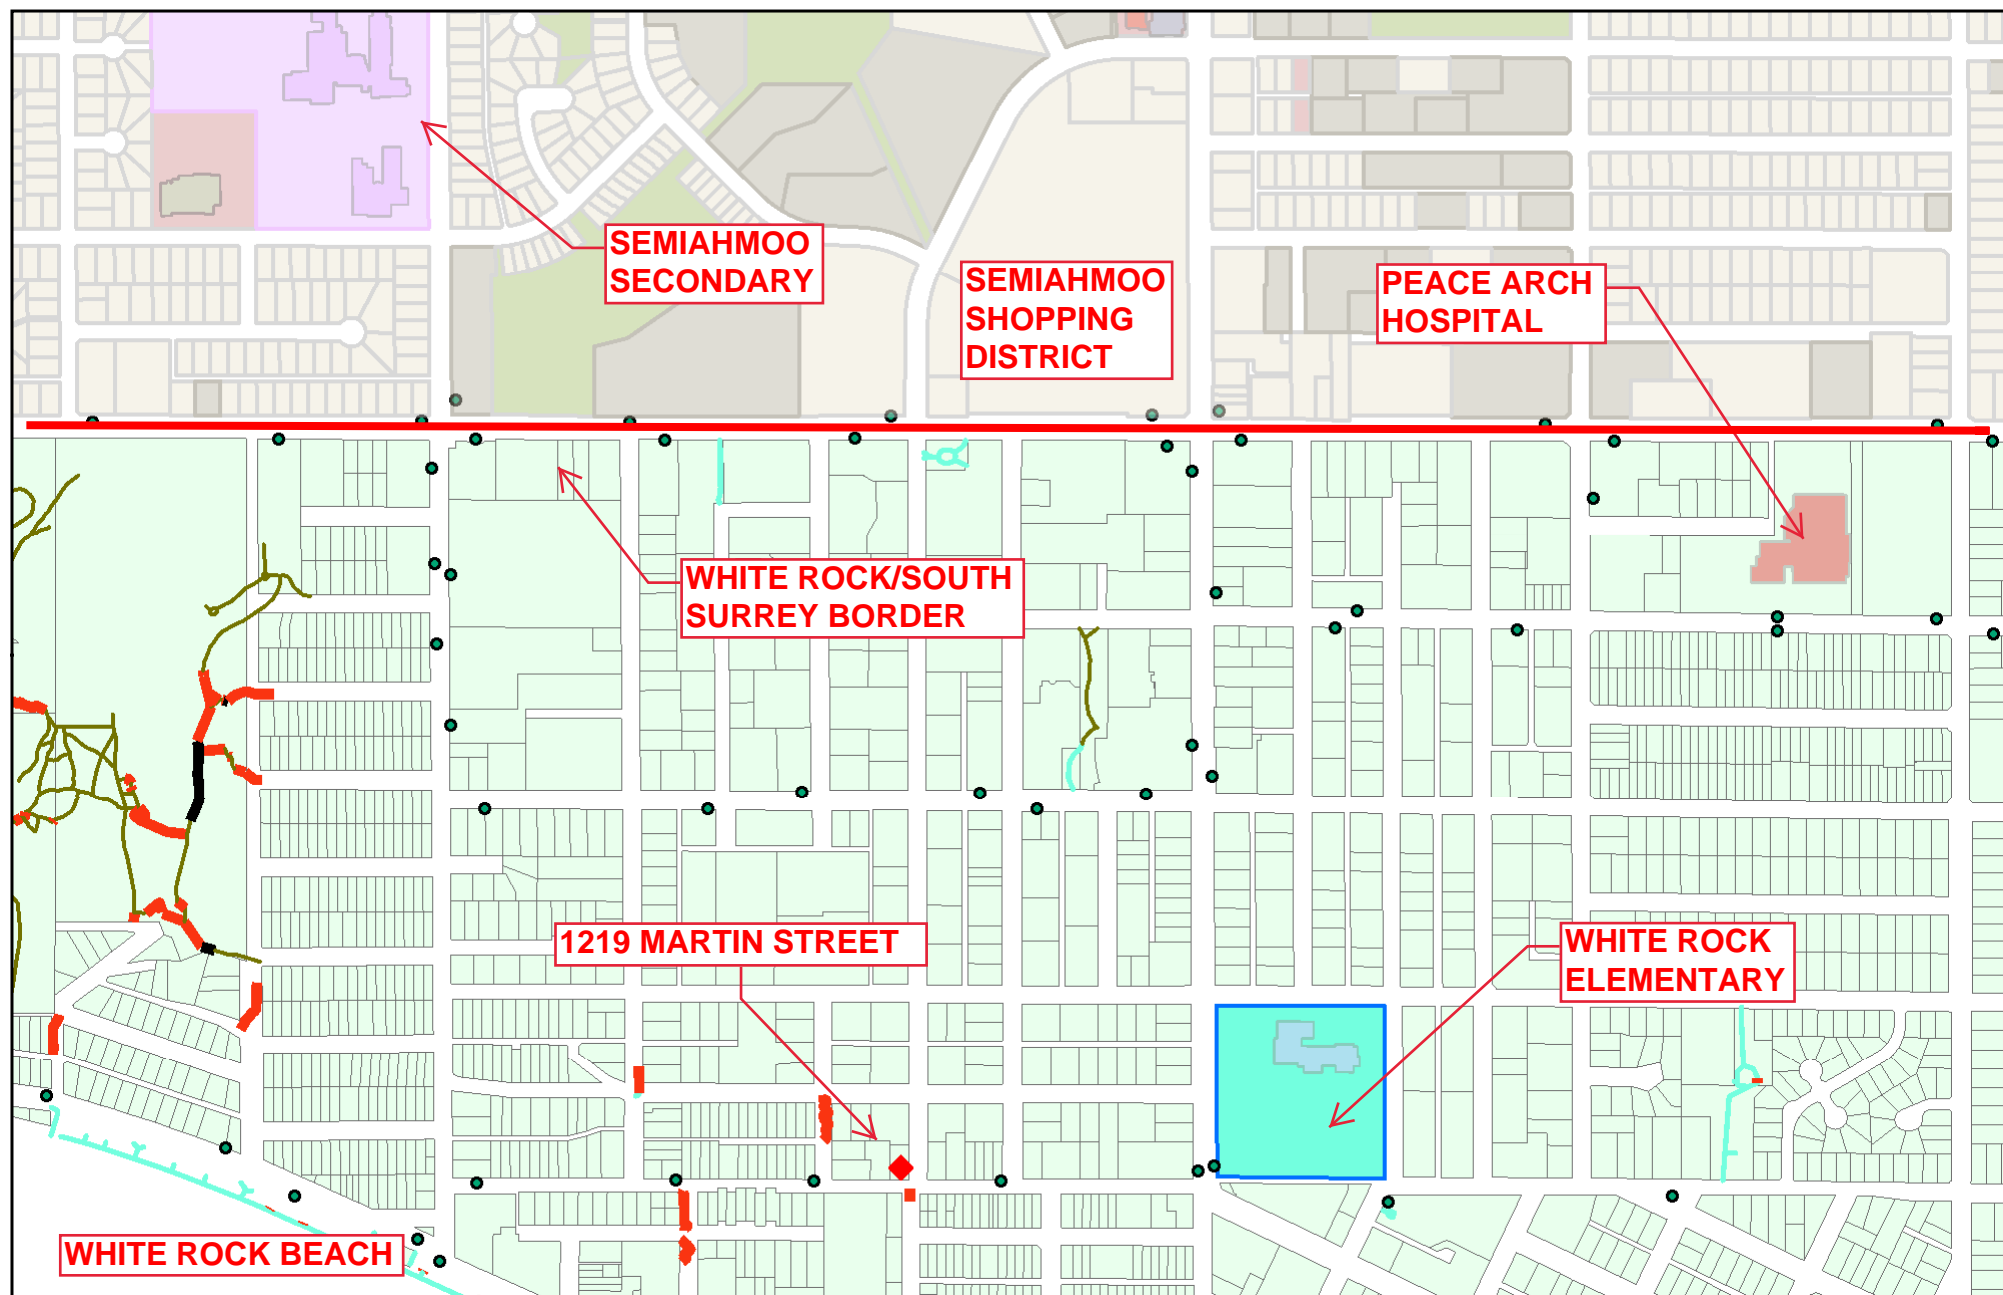 SEMIAHMOO
SECONDARY
SEMIAHMOO
SHOPPING
DISTRICT
PEACE ARCH
HOSPITAL
WHITE ROCK/SOUTH
SURREY BORDER
1219 MARTIN STREET
WHITE ROCK
ELEMENTARY
WHITE ROCK BEACH